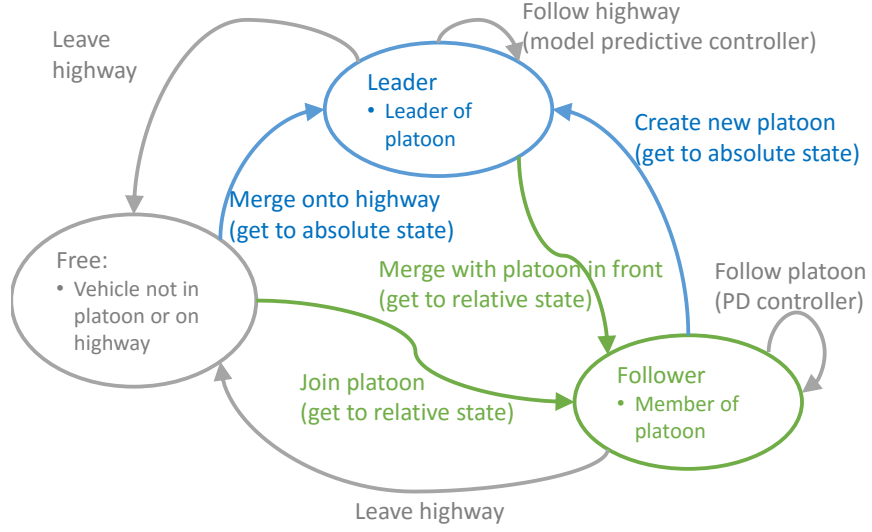 Follow highway
(model predictive controller)
Leave
highway
Leader
• Leader of
platoon
Create new platoon
(get to absolute state)
Merge onto highway
(get to absolute state)
Free:
• Vehicle not in
platoon or on
highway
Merge with platoon in front
(get to relative state)
Follow platoon
(PD controller)
Join platoon
(get to relative state)
Follower
• Member of
platoon
Leave highway